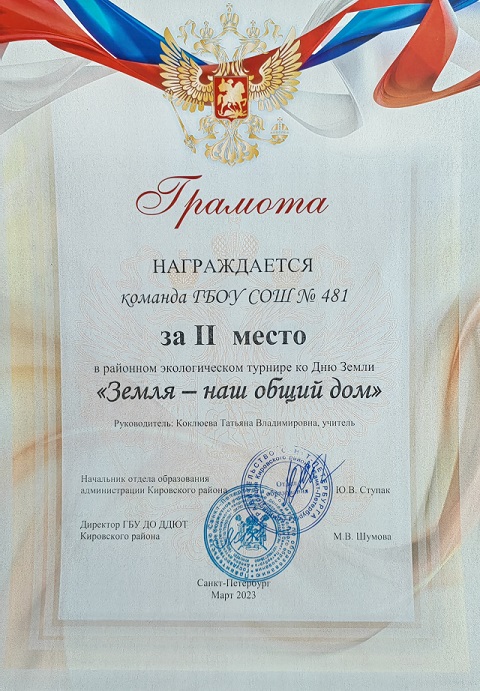 Грамота
НАГРАЖДАЕТСЯ
команда ГБОУ СОШ № 481
за II место
в районном экологическом турнире ко Дню Земли
«Земля – наш общий дом»
Руководитель: Коклюева Татьяна Владимировна, учитель
Начальник отдела образования
администрации Кировского района Ю.В. Ступак
Директор ГБУ ДО ДДЮТ
Кировского района М.В. Шумова
Санкт-Петербург
Март 2023